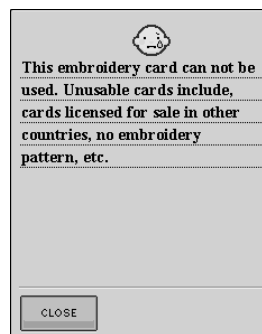 This embroidery card can not be
used. Unusable cards include,
cards licensed for sale in other
countries, no embroidery
pattern, etc.
CLOSE